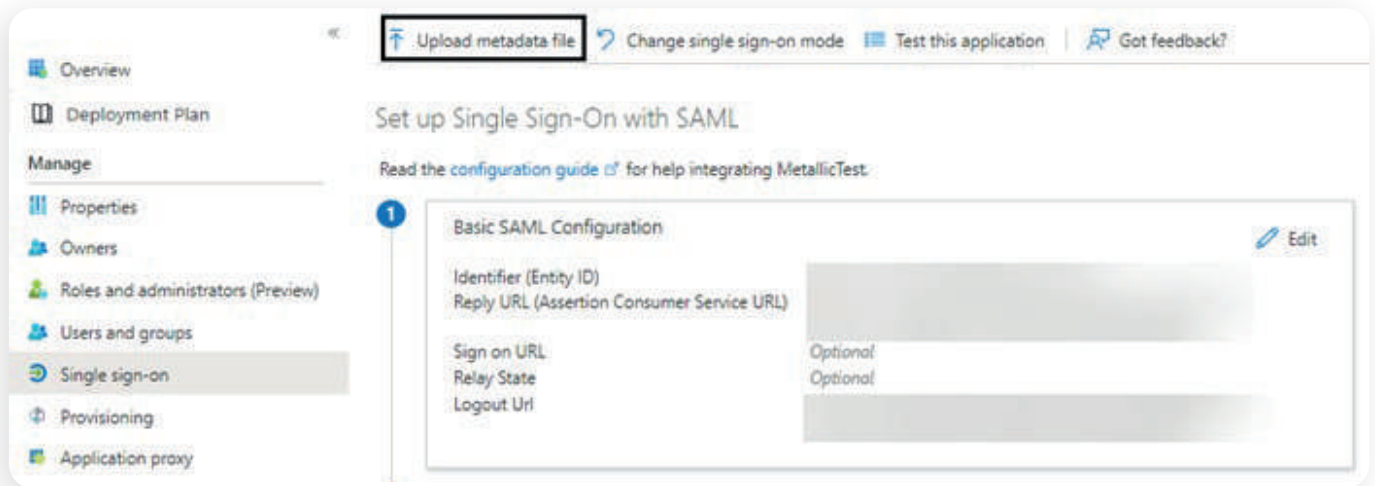 «
Upload metadata file Change single sign-on mode Test this application | Got feedback?
Overview
Deployment Plan
Manage
Properties
Owners
Roles and administrators (Preview)
Users and groups
Single sign-on
Provisioning
Application proxy
Set up Single Sign-On with SAML
Read the configuration guide for help integrating MetallicTest.
1
Basic SAML Configuration
Edit
Identifier (Entity ID)
Reply URL (Assertion Consumer Service URL)
Sign on URL Optional
Relay State Optional
Logout Url